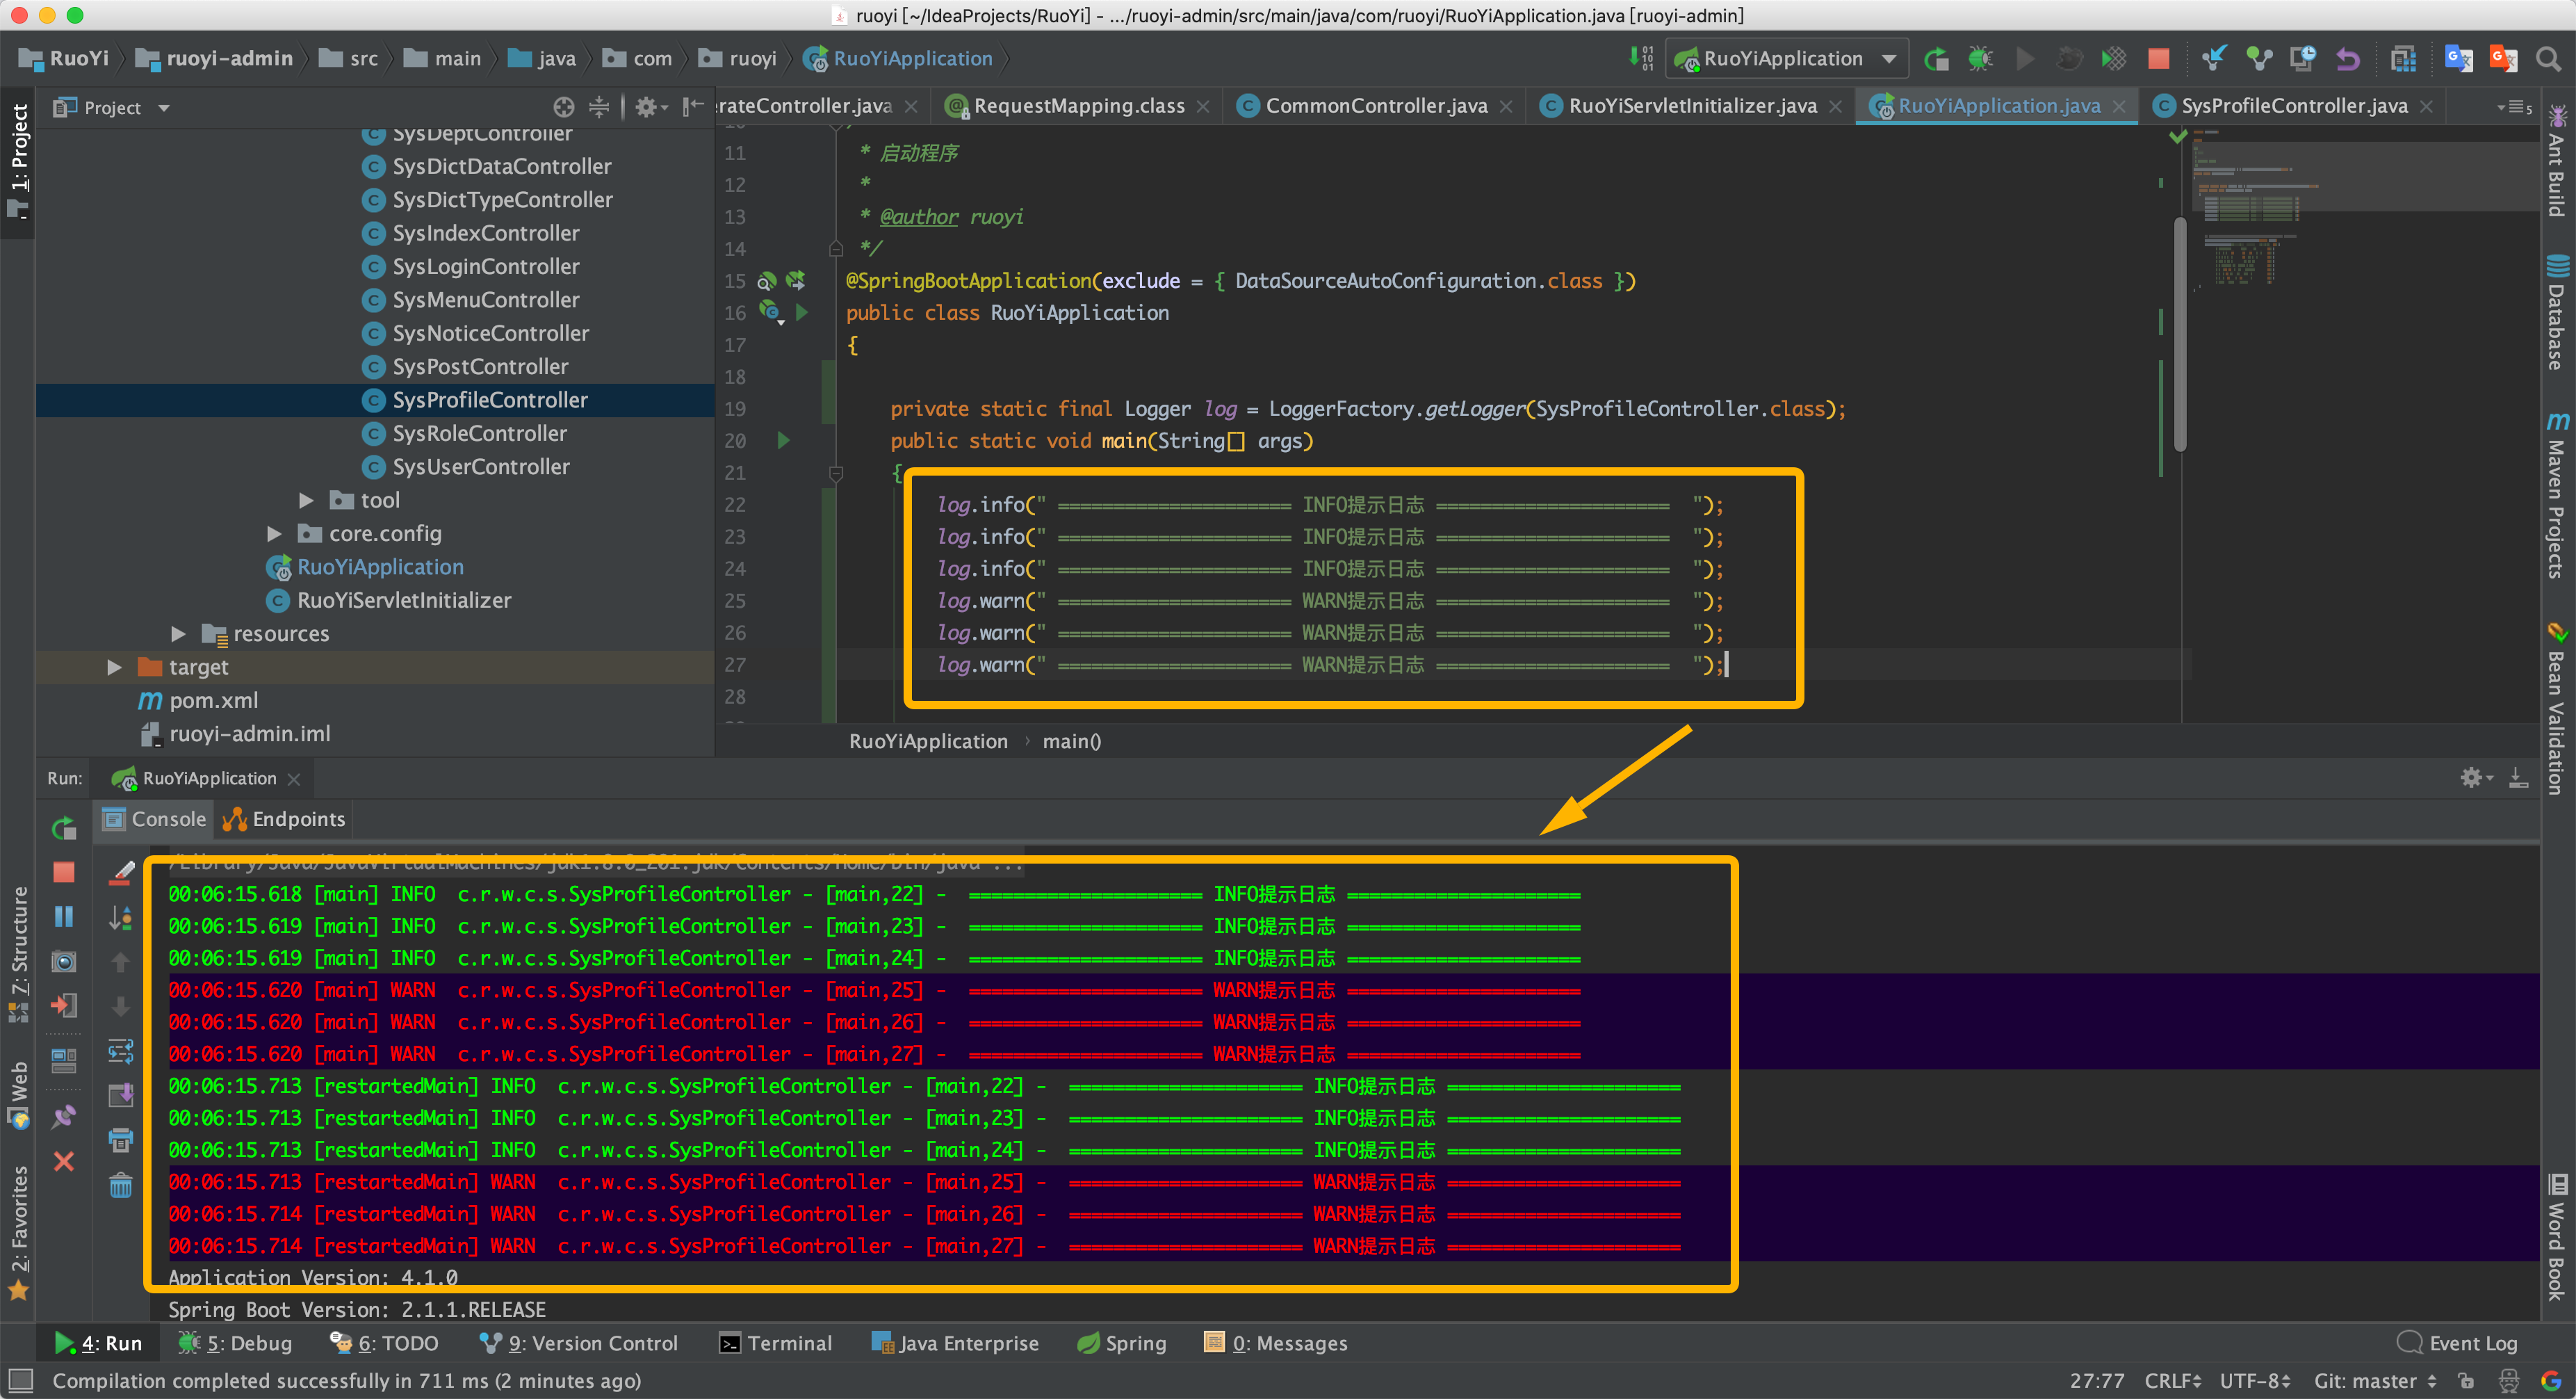 ruoyi [~/IdeaProjects/RuoYi] - .../ruoyi-admin/src/main/java/com/ruoyi/RuoYiApplication.java [ruoyi-admin]
RuoYi ruoyi-admin src main java com ruoyi RuoYiApplication
RuoYiApplication
Project
erateController.java RequestMapping.class CommonController.java RuoYiServletInitializer.java RuoYiApplication.java SysProfileController.java
1: Project
7: Structure
Web
2: Favorites
SysDeptController
SysDictDataController
SysDictTypeController
SysIndexController
SysLoginController
SysMenuController
SysNoticeController
SysPostController
SysProfileController
SysRoleController
SysUserController
tool
core.config
RuoYiApplication
RuoYiServletInitializer
resources
target
pom.xml
ruoyi-admin.iml
11 * 启动程序
12 *
13 * @author ruoyi
14 */
15 @SpringBootApplication(exclude = { DataSourceAutoConfiguration.class })
16 public class RuoYiApplication
17 {
18
19 private static final Logger log = LoggerFactory.getLogger(SysProfileController.class);
20 public static void main(String[] args)
21 {
22 log.info(" ===================== INFO提示日志 ===================== ");
23 log.info(" ===================== INFO提示日志 ===================== ");
24 log.info(" ===================== INFO提示日志 ===================== ");
25 log.warn(" ===================== WARN提示日志 ===================== ");
26 log.warn(" ===================== WARN提示日志 ===================== ");
27 log.warn(" ===================== WARN提示日志 ===================== ");
28
RuoYiApplication › main()
Ant Build
Database
Maven Projects
Bean Validation
Word Book
Run: RuoYiApplication
Console Endpoints
/Library/Java/JavaVirtualMachines/jdk1.8.0_201.jdk/Contents/Home/bin/java ...
00:06:15.618 [main] INFO c.r.w.c.s.SysProfileController - [main,22] - ===================== INFO提示日志 =====================
00:06:15.619 [main] INFO c.r.w.c.s.SysProfileController - [main,23] - ===================== INFO提示日志 =====================
00:06:15.619 [main] INFO c.r.w.c.s.SysProfileController - [main,24] - ===================== INFO提示日志 =====================
00:06:15.620 [main] WARN c.r.w.c.s.SysProfileController - [main,25] - ===================== WARN提示日志 =====================
00:06:15.620 [main] WARN c.r.w.c.s.SysProfileController - [main,26] - ===================== WARN提示日志 =====================
00:06:15.620 [main] WARN c.r.w.c.s.SysProfileController - [main,27] - ===================== WARN提示日志 =====================
00:06:15.713 [restartedMain] INFO c.r.w.c.s.SysProfileController - [main,22] - ===================== INFO提示日志 =====================
00:06:15.713 [restartedMain] INFO c.r.w.c.s.SysProfileController - [main,23] - ===================== INFO提示日志 =====================
00:06:15.713 [restartedMain] INFO c.r.w.c.s.SysProfileController - [main,24] - ===================== INFO提示日志 =====================
00:06:15.713 [restartedMain] WARN c.r.w.c.s.SysProfileController - [main,25] - ===================== WARN提示日志 =====================
00:06:15.714 [restartedMain] WARN c.r.w.c.s.SysProfileController - [main,26] - ===================== WARN提示日志 =====================
00:06:15.714 [restartedMain] WARN c.r.w.c.s.SysProfileController - [main,27] - ===================== WARN提示日志 =====================
Application Version: 4.1.0
Spring Boot Version: 2.1.1.RELEASE
4: Run 5: Debug 6: TODO 9: Version Control Terminal Java Enterprise Spring 0: Messages Event Log
Compilation completed successfully in 711 ms (2 minutes ago) 27:77 CRLF UTF-8 Git: master